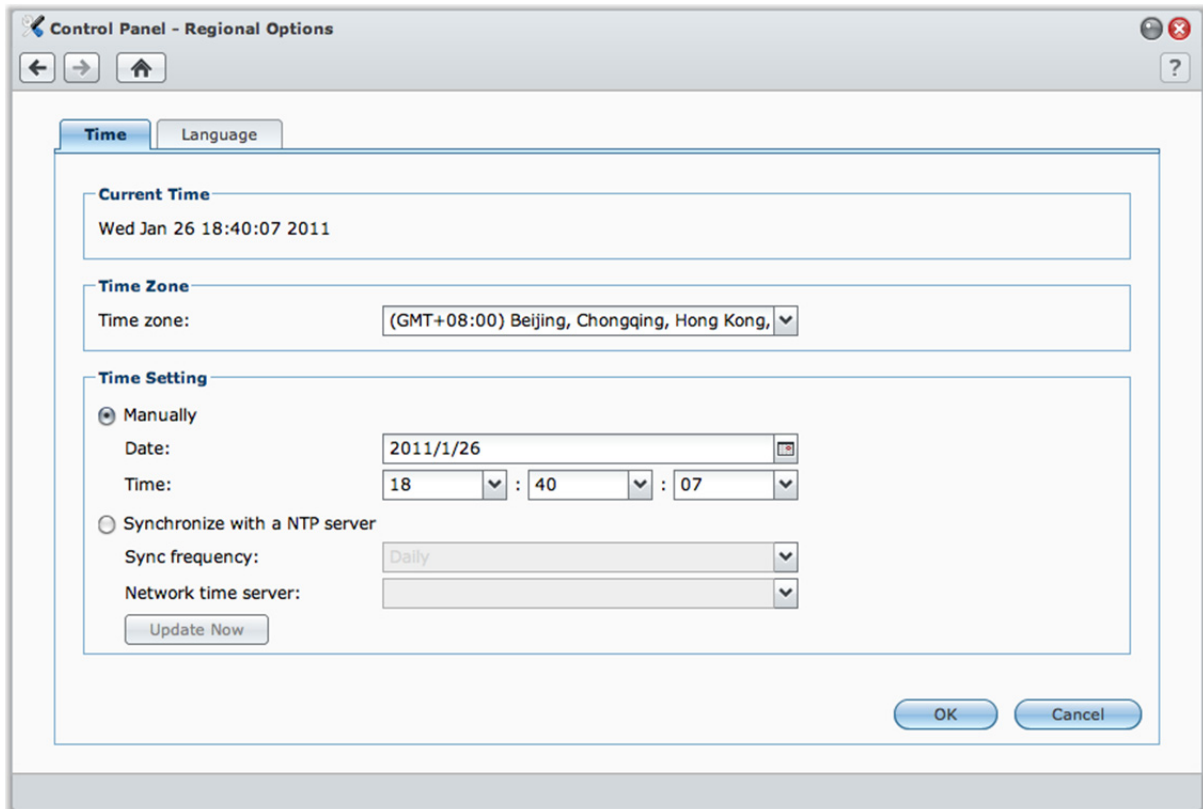 Control Panel - Regional Options
?
Time Language
Current Time
Wed Jan 26 18:40:07 2011
Time Zone
Time zone: (GMT+08:00) Beijing, Chongqing, Hong Kong,
Time Setting
Manually
Date: 2011/1/26
Time: 18 : 40 : 07
Synchronize with a NTP server
Sync frequency: Daily
Network time server:
Update Now
OK Cancel